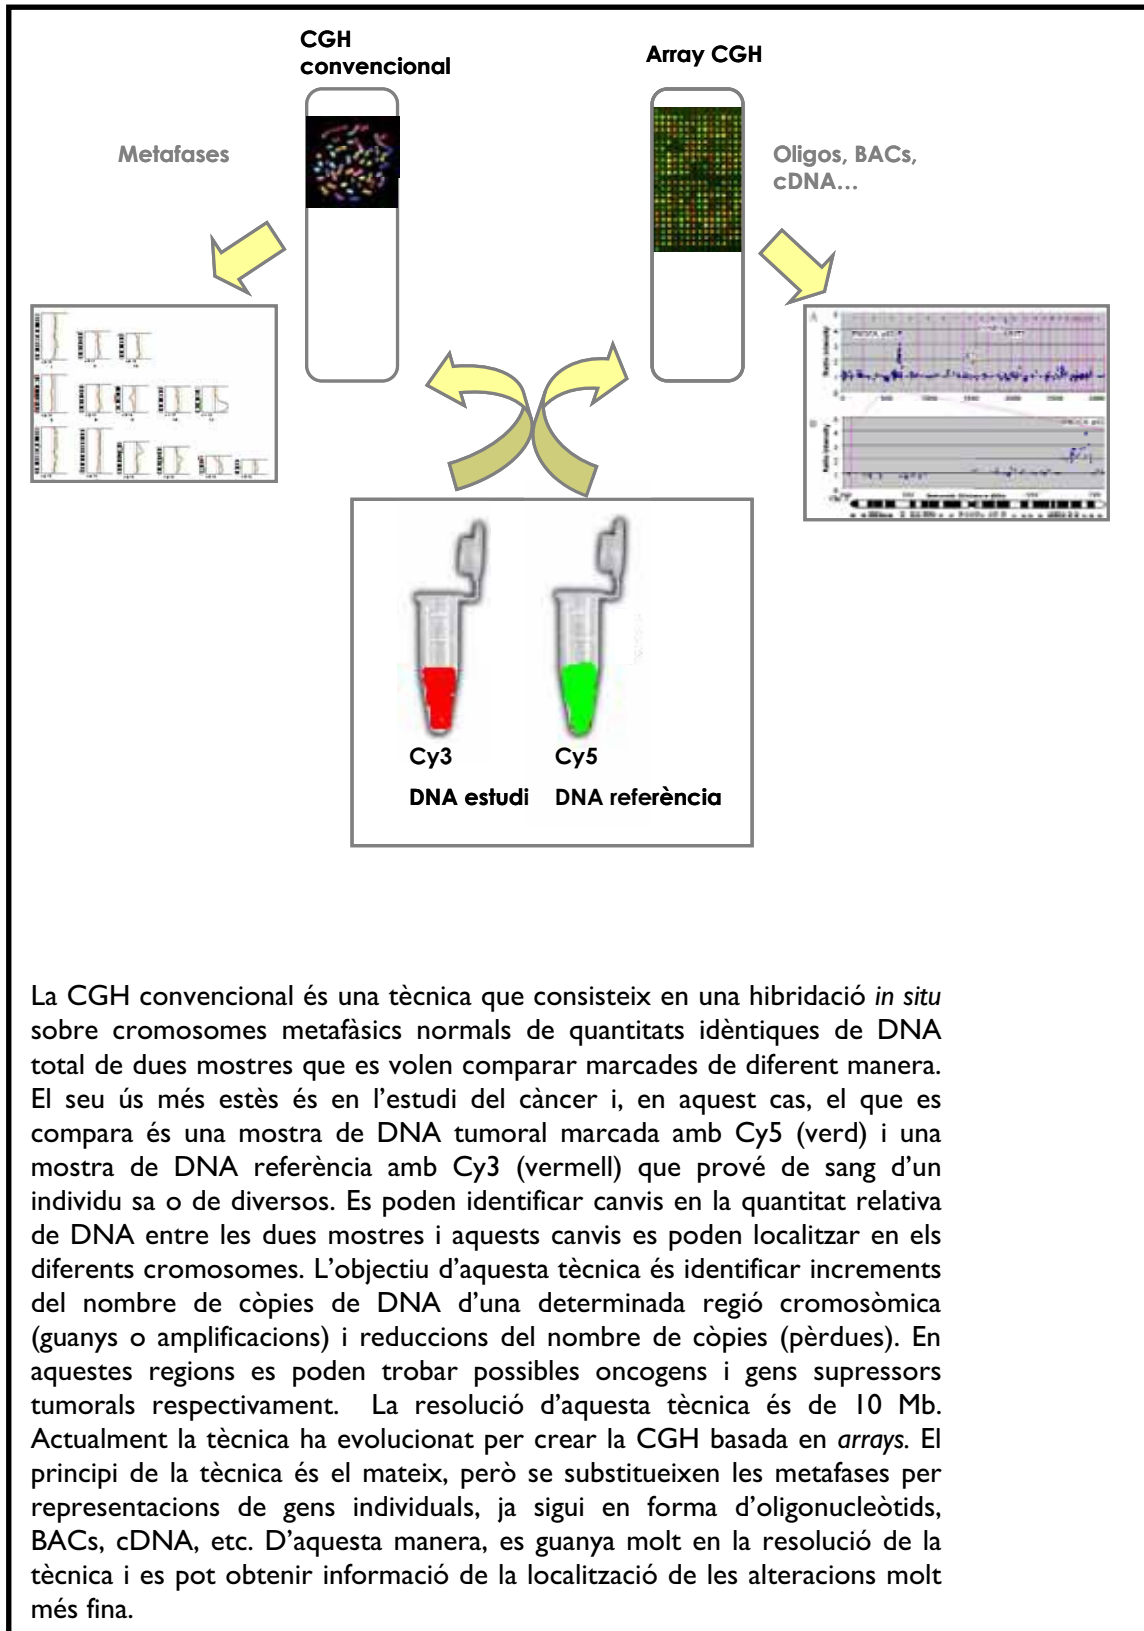 CGH
convencional
Array CGH
Metafases
Oligos, BACs,
cDNA...
Cy3
Cy5
DNA estudi
DNA referència
La CGH convencional és una tècnica que consisteix en una hibridació in situ
sobre cromosomes metafàsics normals de quantitats idèntiques de DNA
total de dues mostres que es volen comparar marcades de diferent manera.
El seu ús més estès és en l'estudi del càncer i, en aquest cas, el que es
compara és una mostra de DNA tumoral marcada amb Cy5 (verd) i una
mostra de DNA referència amb Cy3 (vermell) que prové de sang d'un
individu sa o de diversos. Es poden identificar canvis en la quantitat relativa
de DNA entre les dues mostres i aquests canvis es poden localitzar en els
diferents cromosomes. L'objectiu d'aquesta tècnica és identificar increments
del nombre de còpies de DNA d'una determinada regió cromosòmica
(guanys o amplificacions) i reduccions del nombre de còpies (pèrdues). En
aquestes regions es poden trobar possibles oncogens i gens supressors
tumorals respectivament. La resolució d'aquesta tècnica és de 10 Mb.
Actualment la tècnica ha evolucionat per crear la CGH basada en arrays. El
principi de la tècnica és el mateix, però se substitueixen les metafases per
representacions de gens individuals, ja sigui en forma d'oligonucleòtids,
BACs, cDNA, etc. D'aquesta manera, es guanya molt en la resolució de la
tècnica i es pot obtenir informació de la localització de les alteracions molt
més fina.